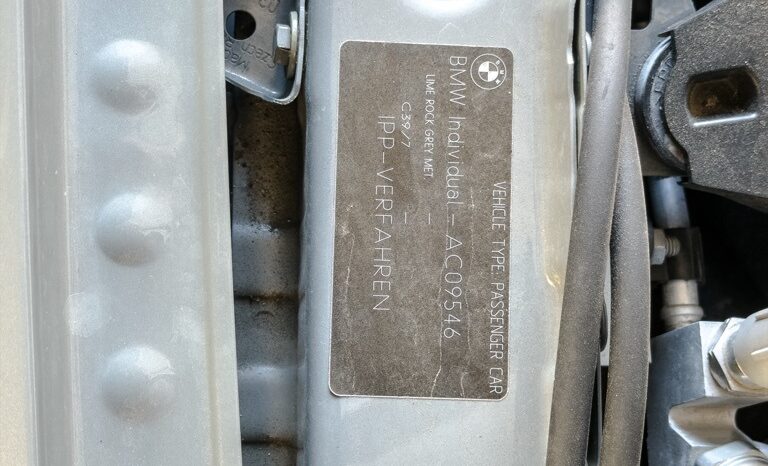 VEHICLE TYPE: PASSENGER CAR
BMW Individual - AC09546
LIME ROCK GREY MET. -
C39/7 -
IPP-VERFAHREN